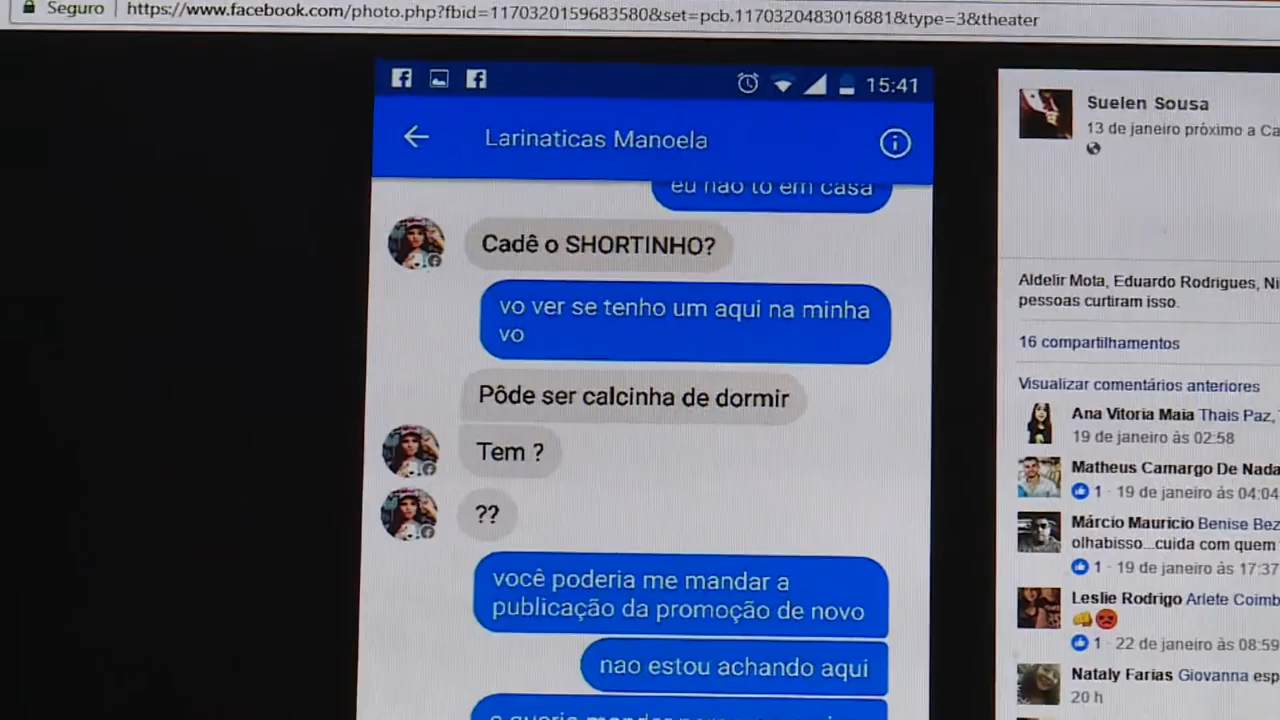 Seguro
https://www.facebook.com/photo.php?fbid=1170320159683580&set=pcb.1170320483016881&type=3&theater
15:41
Larinaticas Manoela
eu nao to em casa
Cadê o SHORTINHO?
vo ver se tenho um aqui na minha
vo
Pôde ser calcinha de dormir
Tem ?
??
você poderia me mandar a
publicação da promoção de novo
nao estou achando aqui
e queria mandar
Suelen Sousa
13 de janeiro próximo a Ca
Aldelir Mota, Eduardo Rodrigues, Ni
pessoas curtiram isso.
16 compartilhamentos
Visualizar comentários anteriores
Ana Vitoria Maia Thais Paz,
19 de janeiro às 02:58
Matheus Camargo De Nada
1 · 19 de janeiro às 04:04
Márcio Mauricio Benise Bez
olhabisso...cuida com quem
1 · 19 de janeiro às 17:37
Leslie Rodrigo Arlete Coimb
👊😡
1 · 22 de janeiro às 08:59
Nataly Farias Giovanna esp
20 h